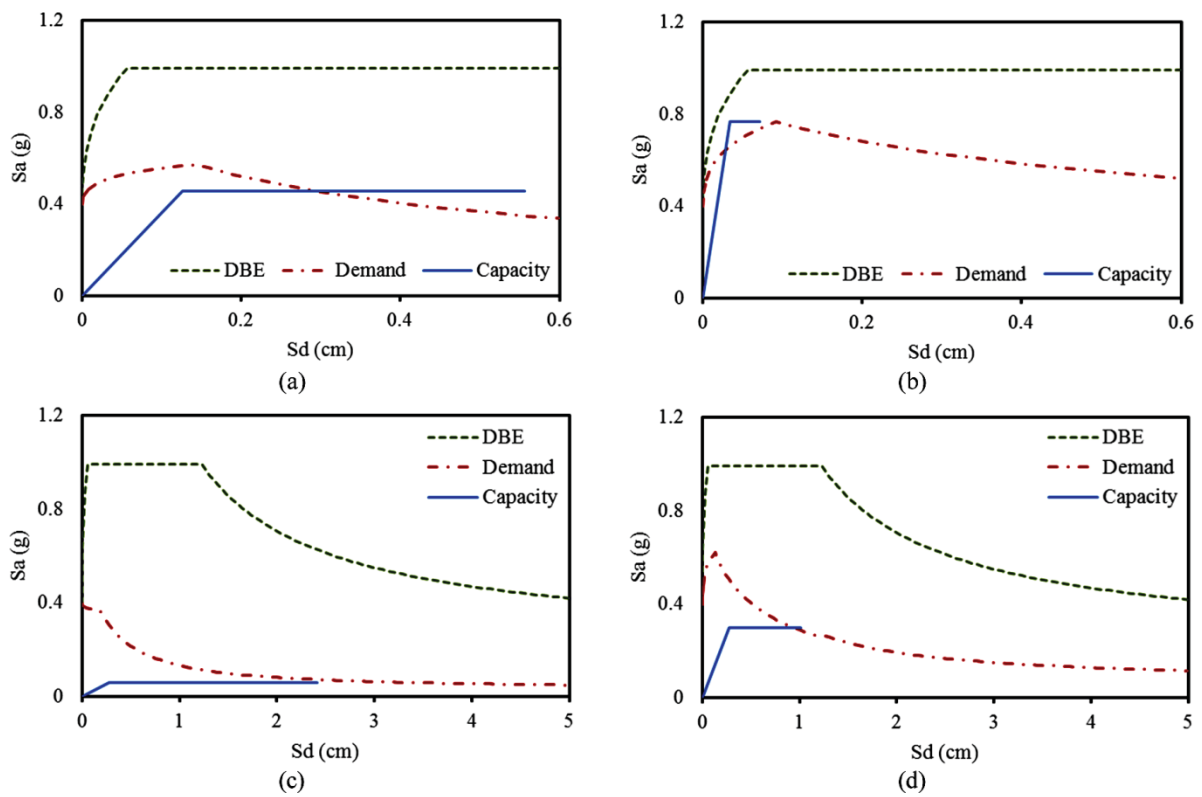 1.2
0.8
0.4
0
Sa (g)
0 0.2 0.4 0.6
Sd (cm)
DBE Demand Capacity
(a)
1.2
0.8
0.4
0
Sa (g)
0 0.2 0.4 0.6
Sd (cm)
DBE Demand Capacity
(b)
1.2
0.8
0.4
0
Sa (g)
0 1 2 3 4 5
Sd (cm)
DBE
Demand
Capacity
(c)
1.2
0.8
0.4
0
Sa (g)
0 1 2 3 4 5
Sd (cm)
DBE
Demand
Capacity
(d)